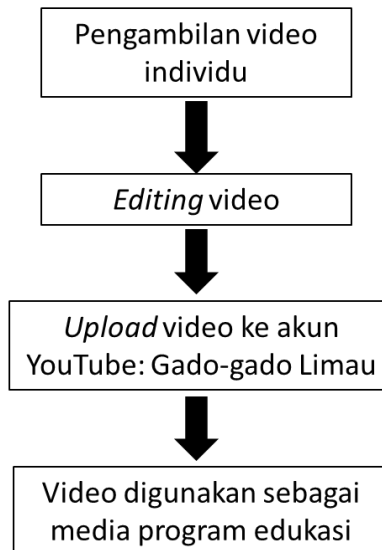 Pengambilan video
individu
Editing video
Upload video ke akun
YouTube: Gado-gado Limau
Video digunakan sebagai
media program edukasi